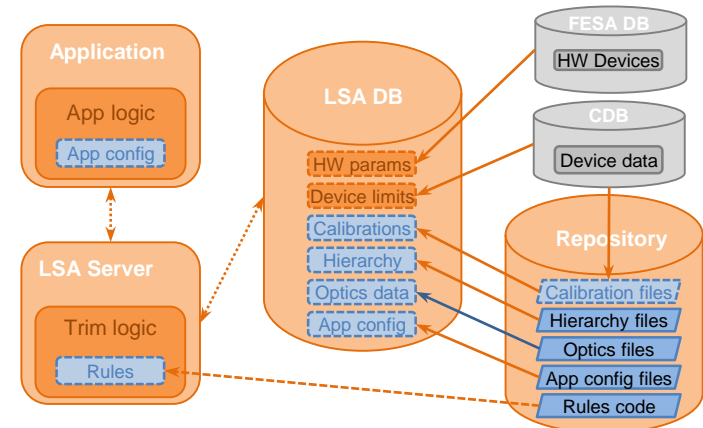 Application
App logic
App config
LSA Server
Trim logic
Rules
LSA DB
HW params
Device limits
Calibrations
Hierarchy
Optics data
App config
FESA DB
HW Devices
CDB
Device data
Repository
Calibration files
Hierarchy files
Optics files
App config files
Rules code